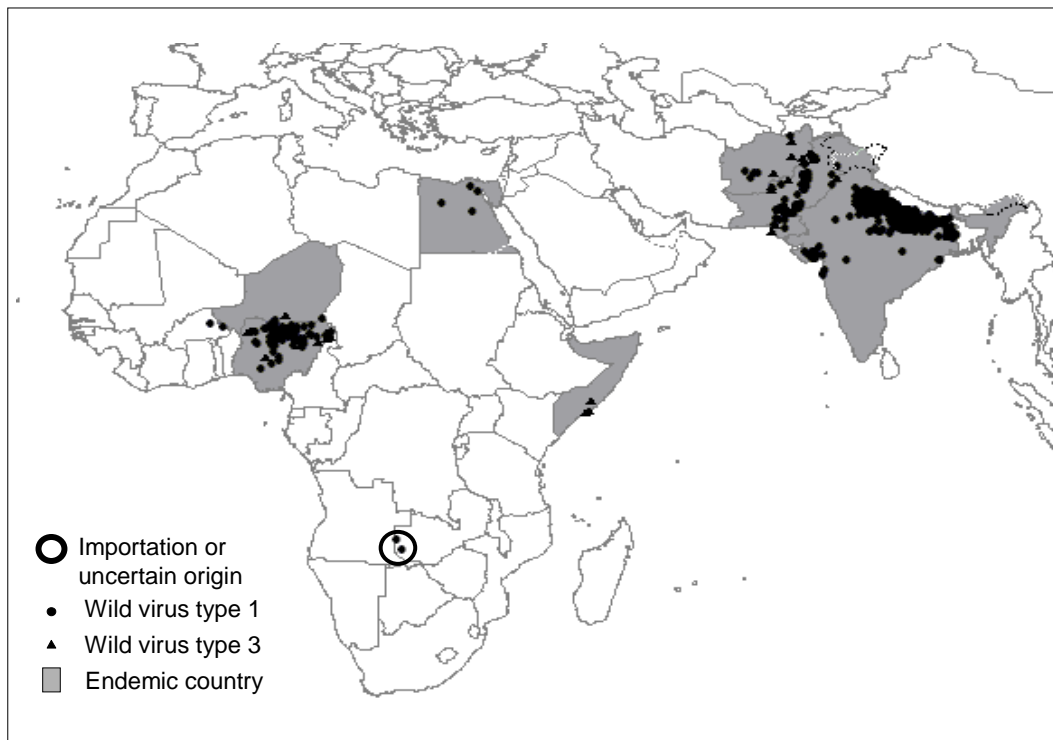 Importation or
uncertain origin
Wild virus type 1
Wild virus type 3
Endemic country